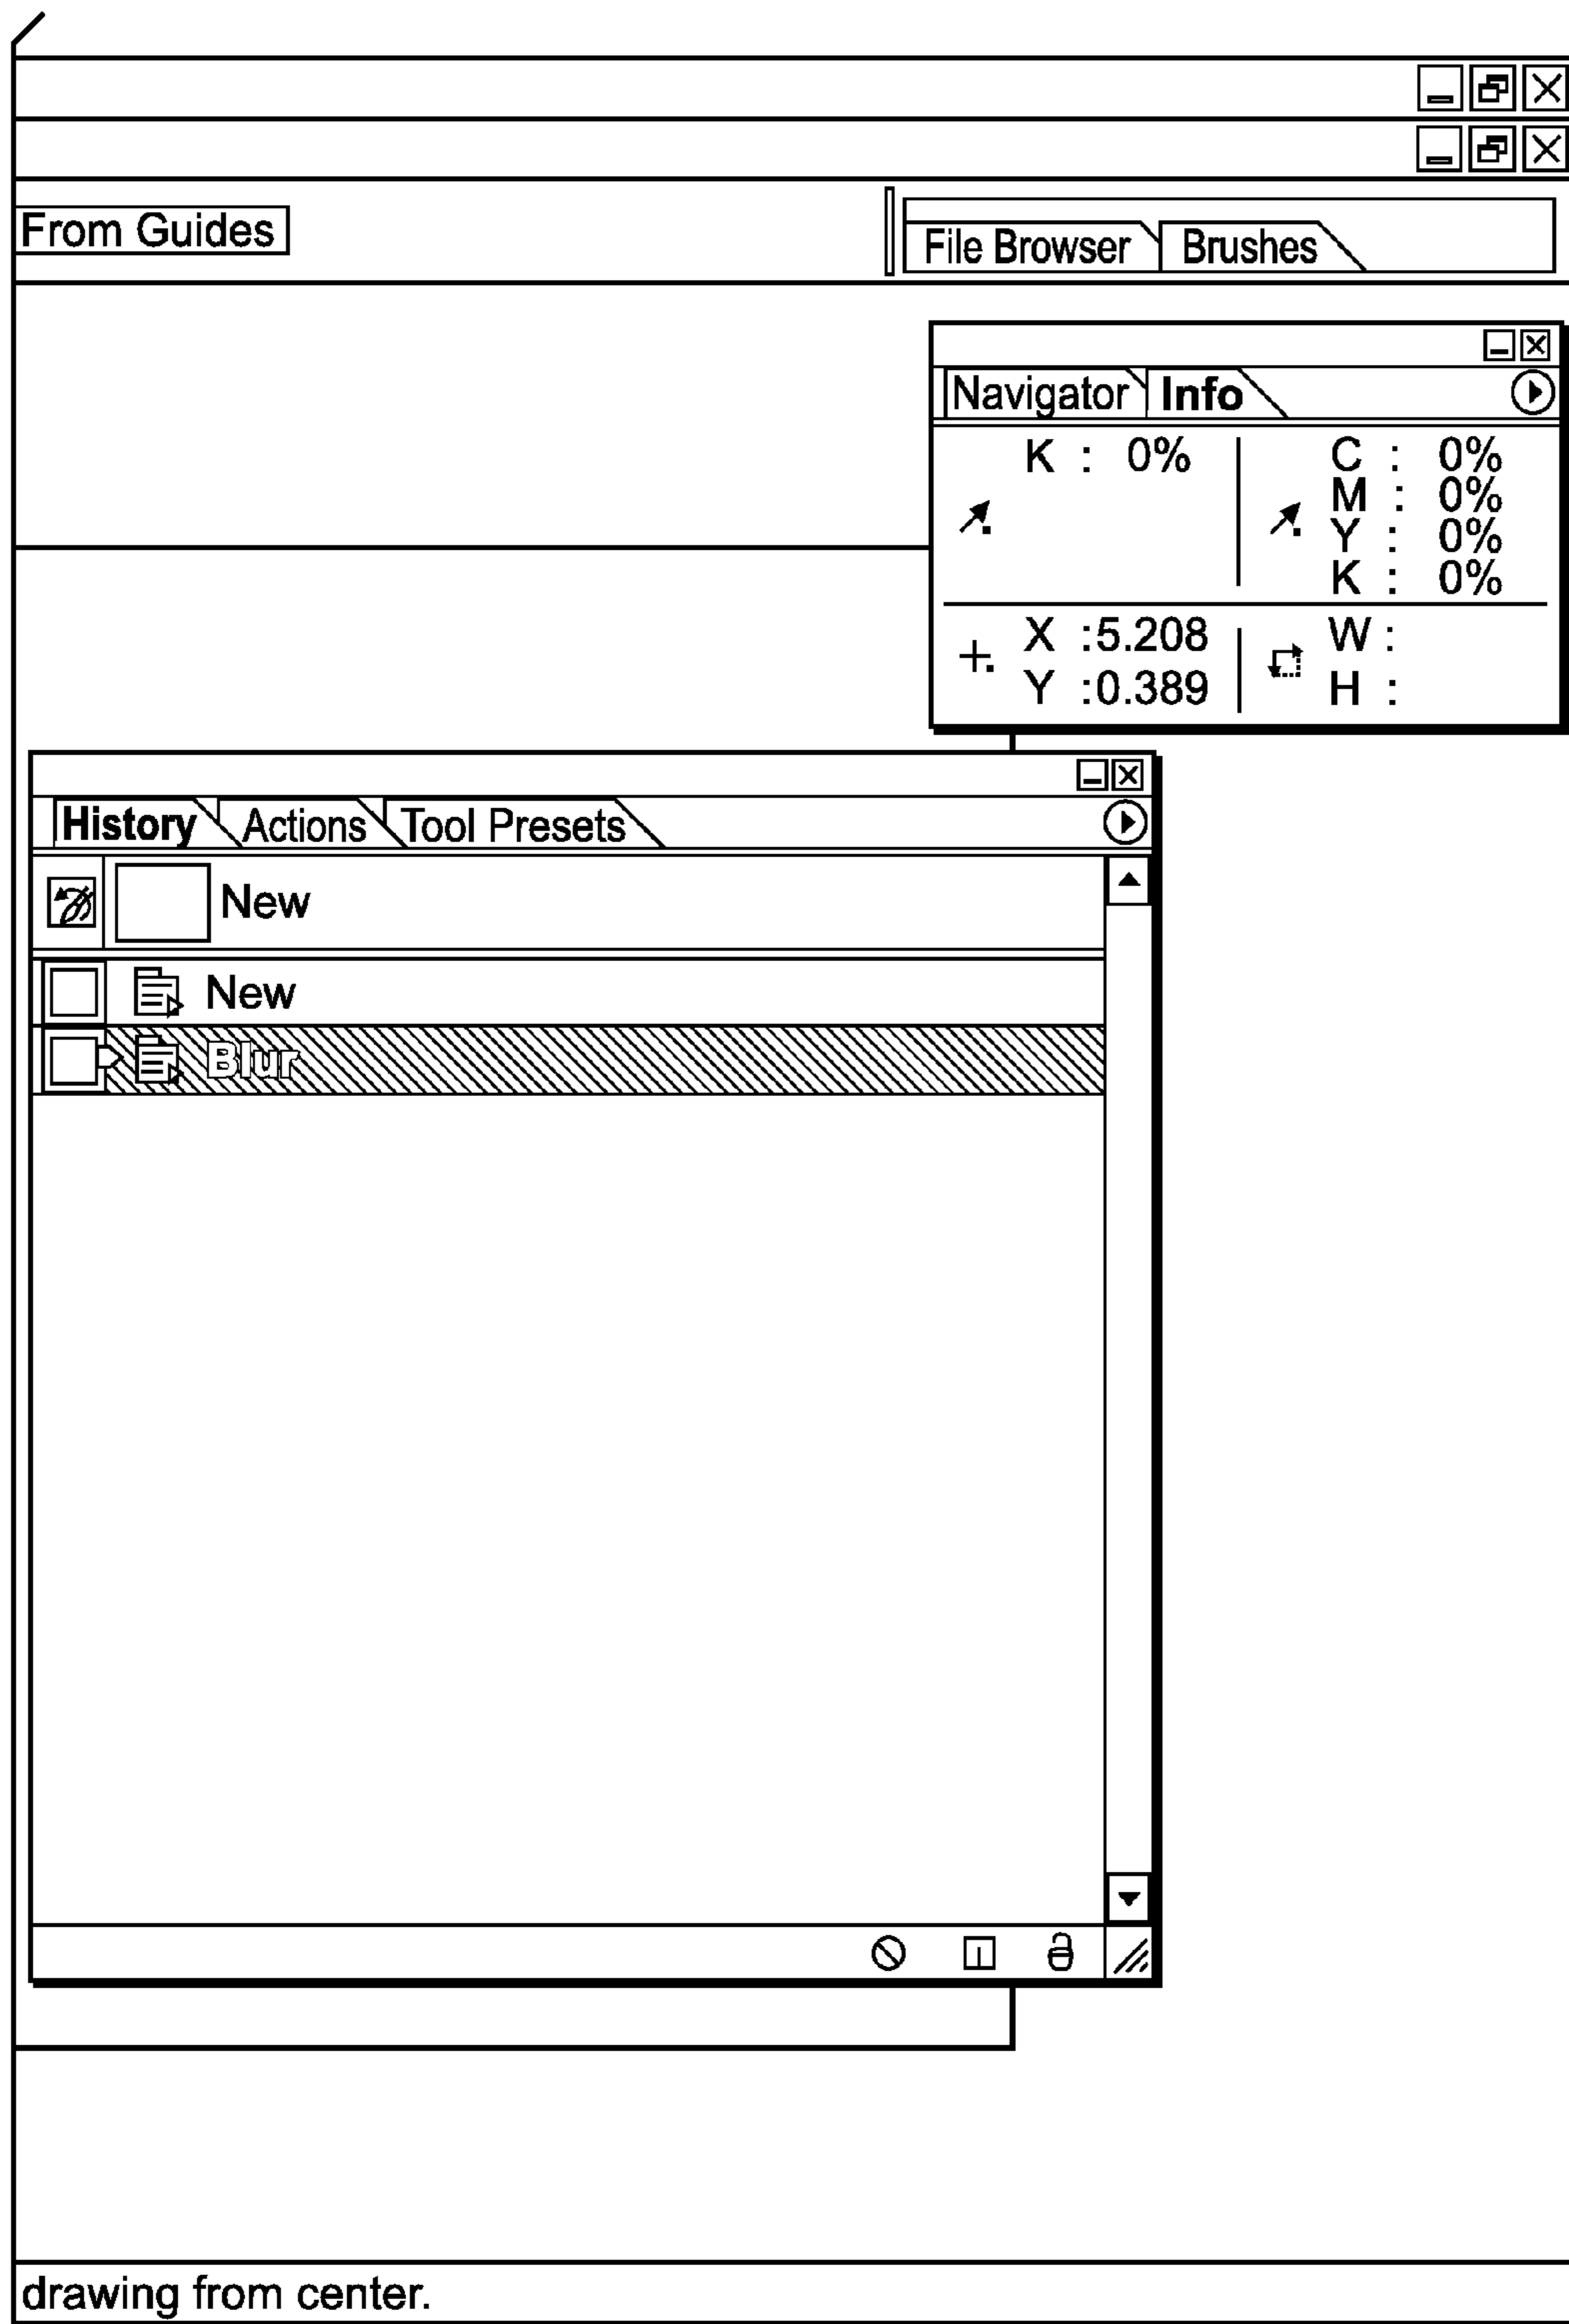 From Guides
File Browser Brushes
Navigator Info
K : 0% C : 0%
M : 0%
Y : 0%
K : 0%
X :5.208 W :
Y :0.389 H :
History Actions Tool Presets
New
New
Blur
drawing from center.